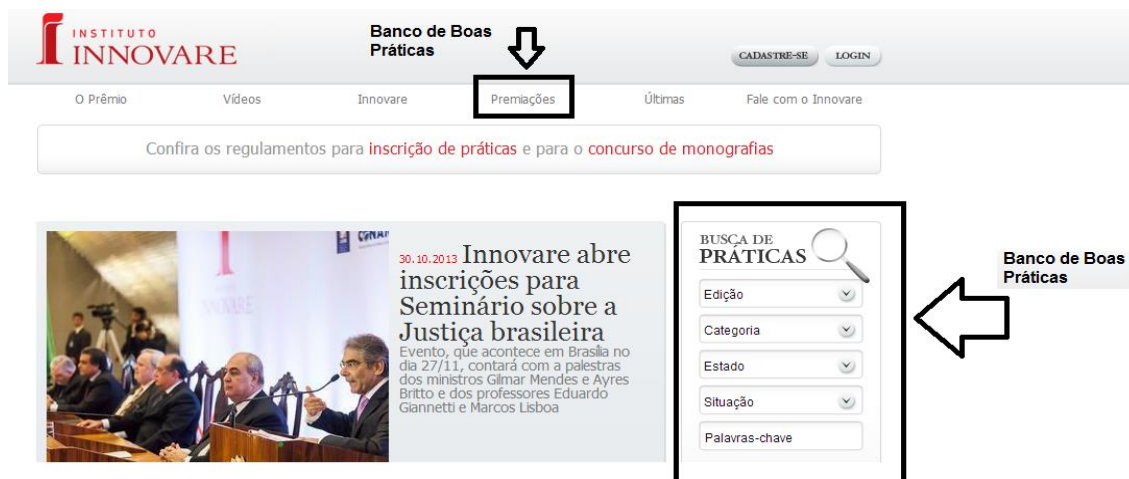 INSTITUTO
INNOVARE
Banco de Boas
Práticas
CADASTRE-SE
LOGIN
O Prêmio
Vídeos
Innovare
Premiações
Últimas
Fale com o Innovare
Confira os regulamentos para inscrição de práticas e para o concurso de monografias
30.10.2013 Innovare abre
inscrições para
Seminário sobre a
Justiça brasileira
Evento, que acontece em Brasília no
dia 27/11, contará com a palestras
dos ministros Gilmar Mendes e Ayres
Britto e dos professores Eduardo
Giannetti e Marcos Lisboa
BUSCA DE
PRÁTICAS
Edição
Categoria
Estado
Situação
Palavras-chave
Banco de Boas
Práticas